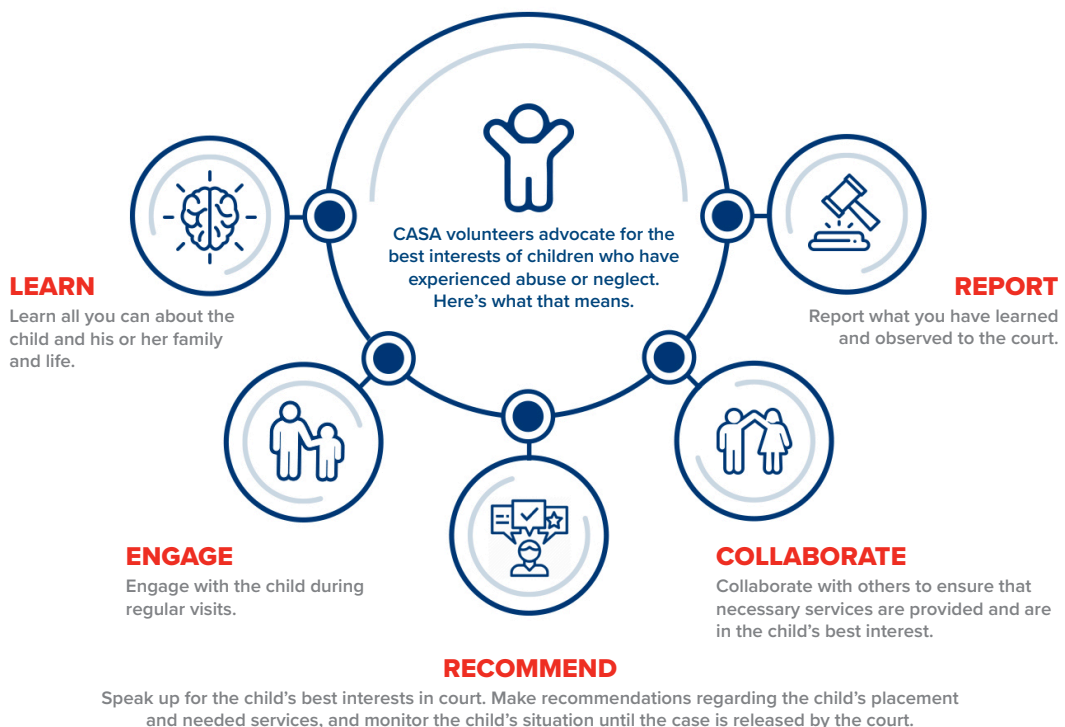 CASA volunteers advocate for the
best interests of children who have
experienced abuse or neglect.
Here’s what that means.
LEARN
Learn all you can about the
child and his or her family
and life.
REPORT
Report what you have learned
and observed to the court.
ENGAGE
Engage with the child during
regular visits.
COLLABORATE
Collaborate with others to ensure that
necessary services are provided and are
in the child’s best interest.
RECOMMEND
Speak up for the child’s best interests in court. Make recommendations regarding the child’s placement
and needed services, and monitor the child’s situation until the case is released by the court.